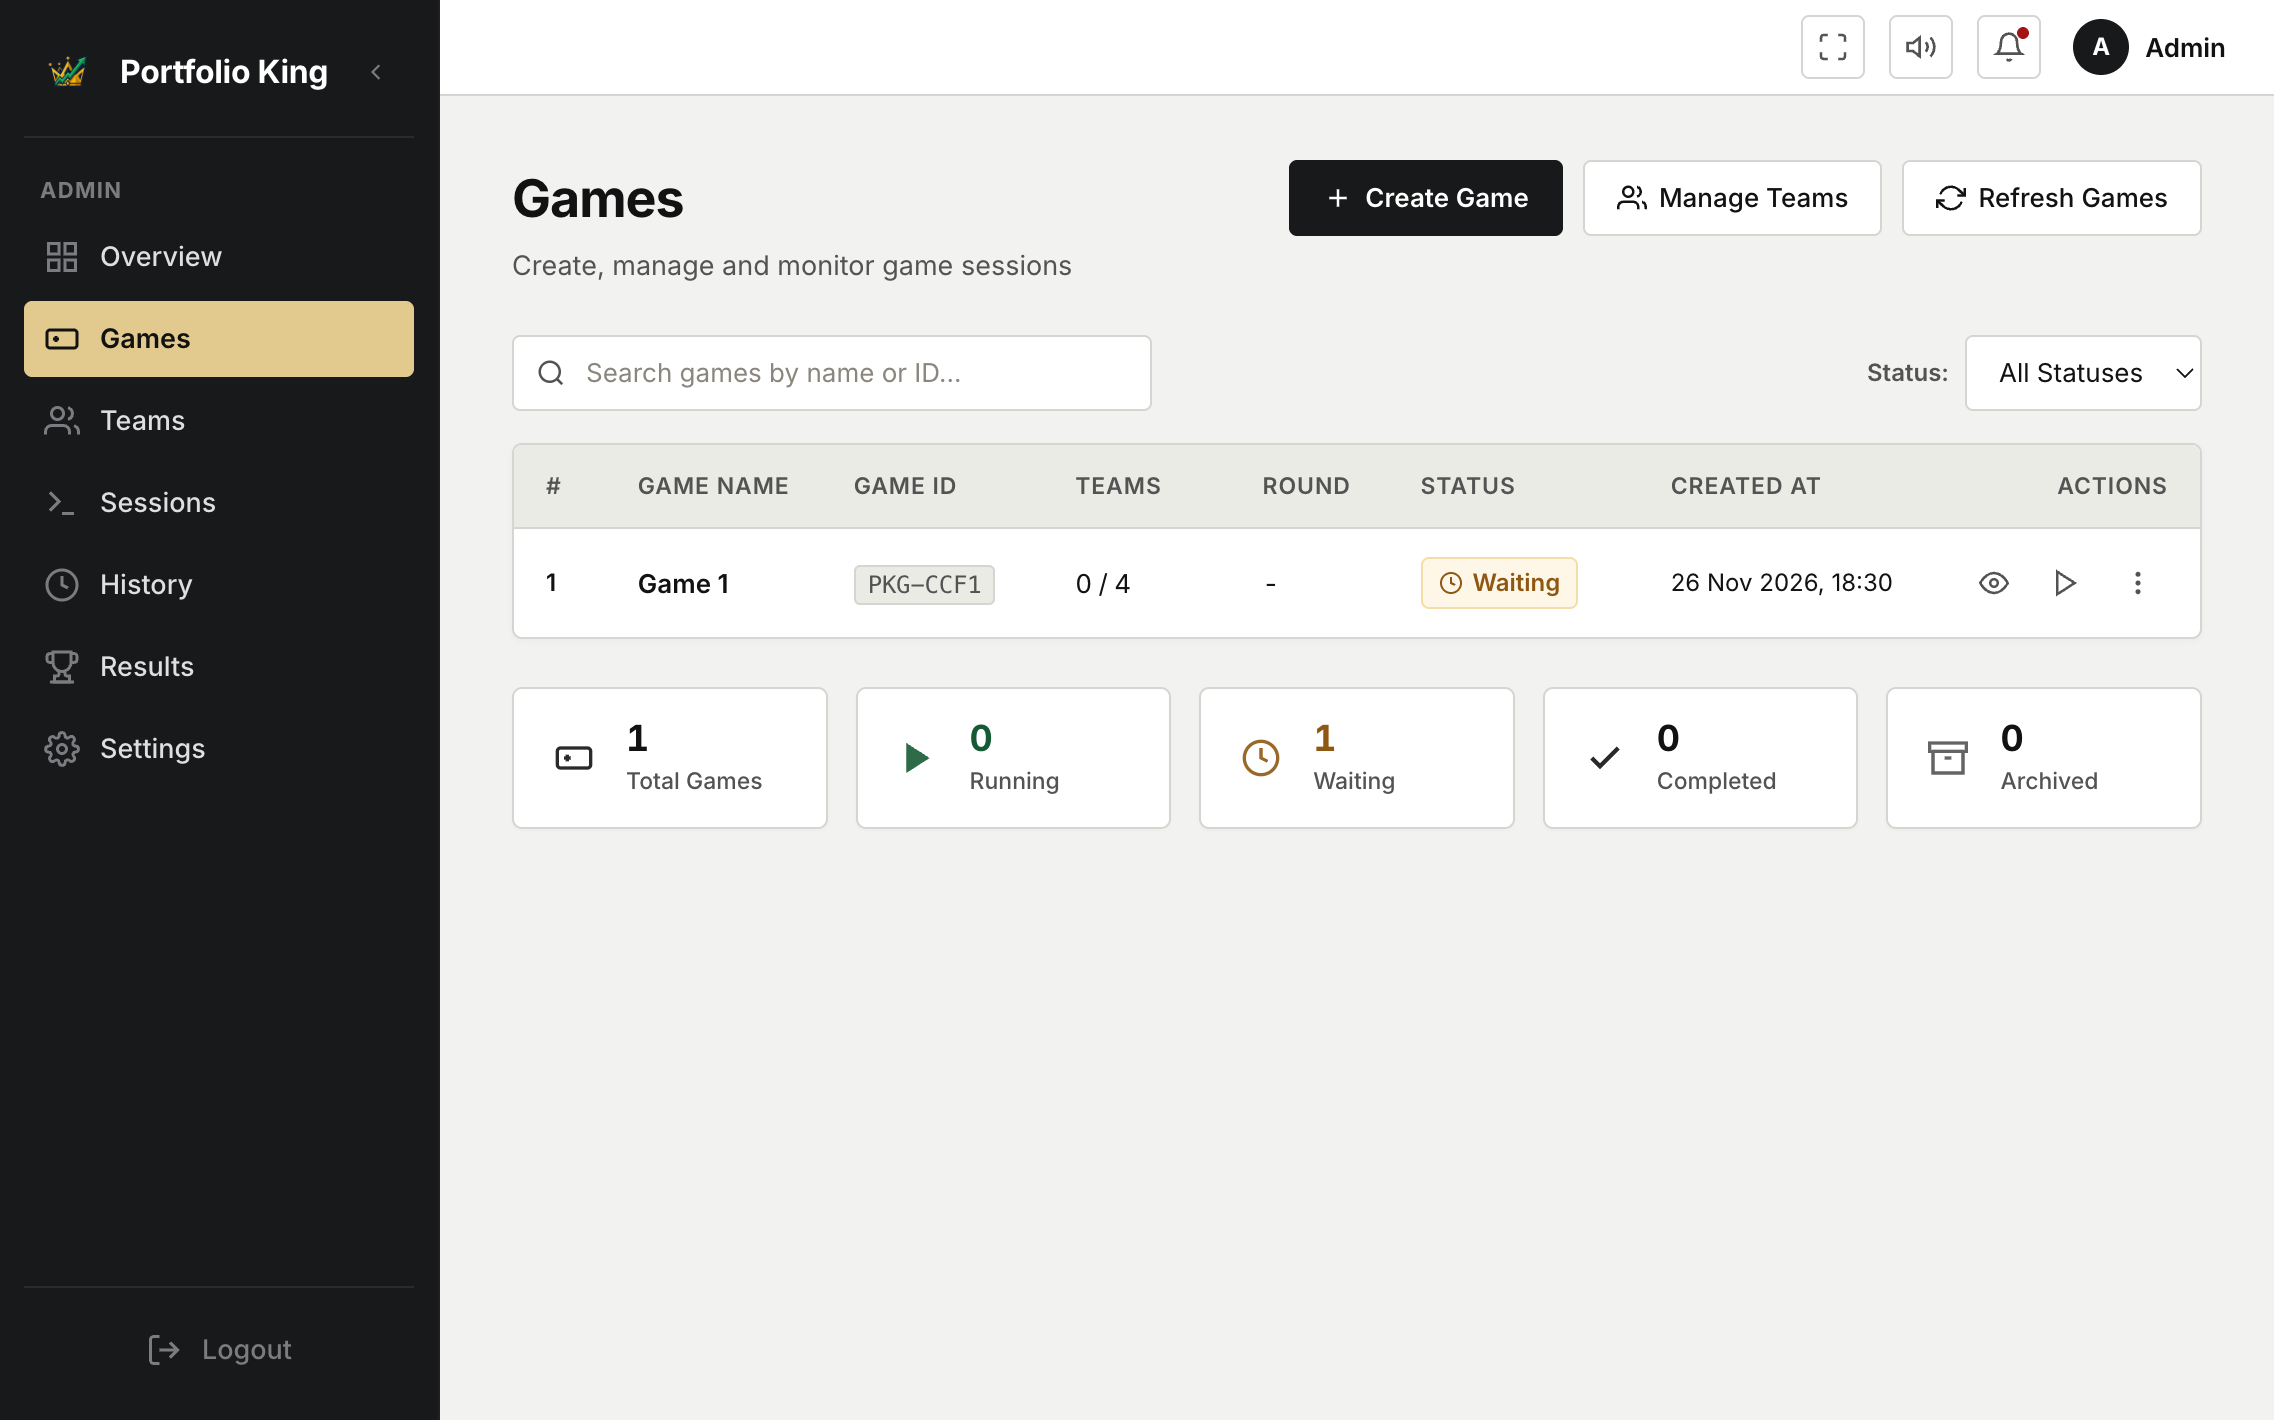 Portfolio King
ADMIN
Overview
Games
Teams
Sessions
History
Results
Settings
Logout
A Admin
Games
Create, manage and monitor game sessions
Create Game
Manage Teams
Refresh Games
Search games by name or ID...
Status: All Statuses
# GAME NAME GAME ID TEAMS ROUND STATUS CREATED AT ACTIONS
1 Game 1 PKG-CCF1 0 / 4 - Waiting 26 Nov 2026, 18:30
1
Total Games
0
Running
1
Waiting
0
Completed
0
Archived